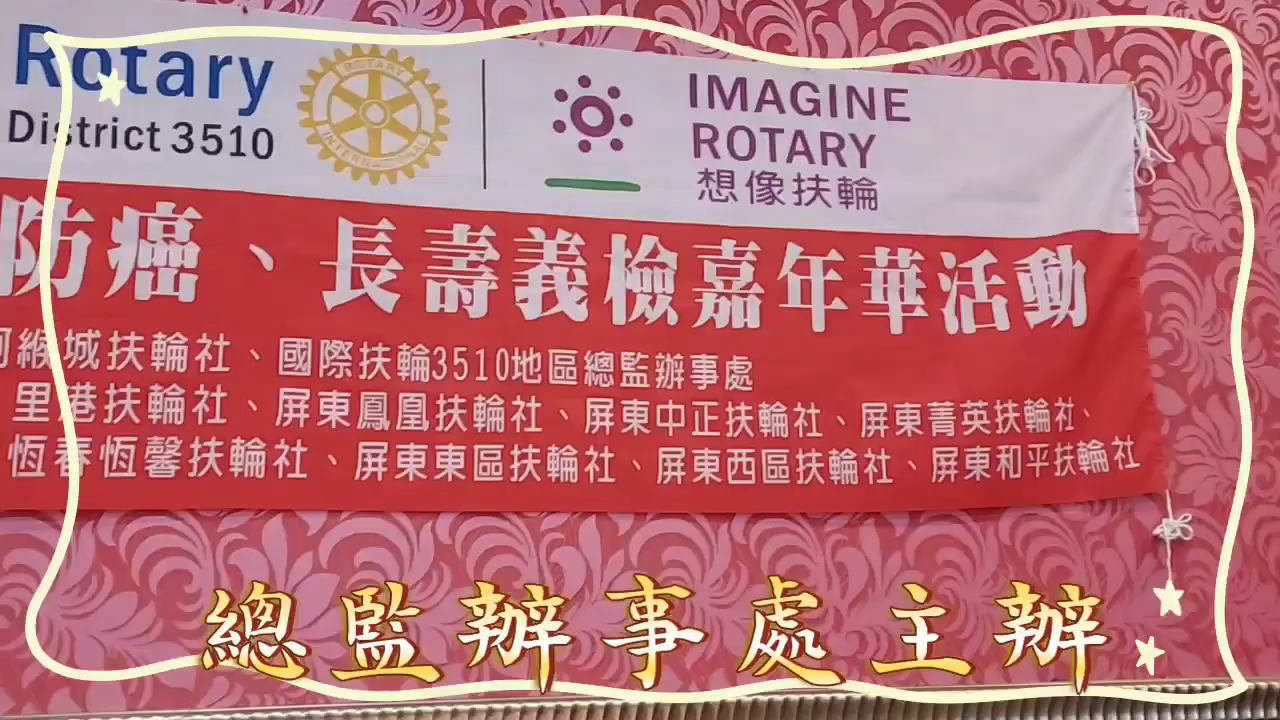 Rotary
District 3510
ROTARY
INTERNATIONAL
IMAGINE
ROTARY
想像扶輪
防癌、長壽義檢嘉年華活動
緱城扶輪社、國際扶輪3510地區總監辦事處
里港扶輪社、屏東鳳凰扶輪社、屏東中正扶輪社、屏東菁英扶輪社、
恆春恆馨扶輪社、屏東東區扶輪社、屏東西區扶輪社、屏東和平扶輪社
總監辦事處主辦